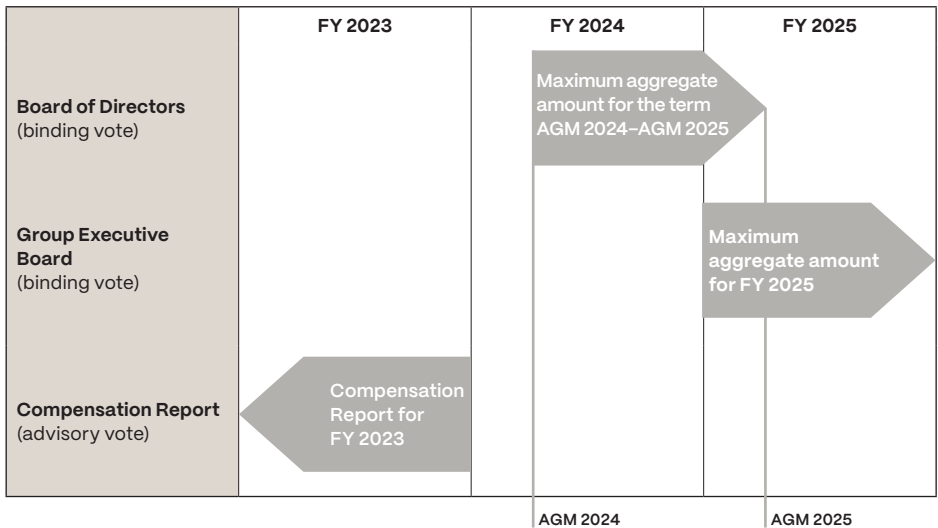 FY 2023
FY 2024
FY 2025
Board of Directors
(binding vote)
Maximum aggregate
amount for the term
AGM 2024–AGM 2025
Group Executive
Board
(binding vote)
Maximum
aggregate amount
for FY 2025
Compensation Report
(advisory vote)
Compensation
Report for
FY 2023
AGM 2024
AGM 2025